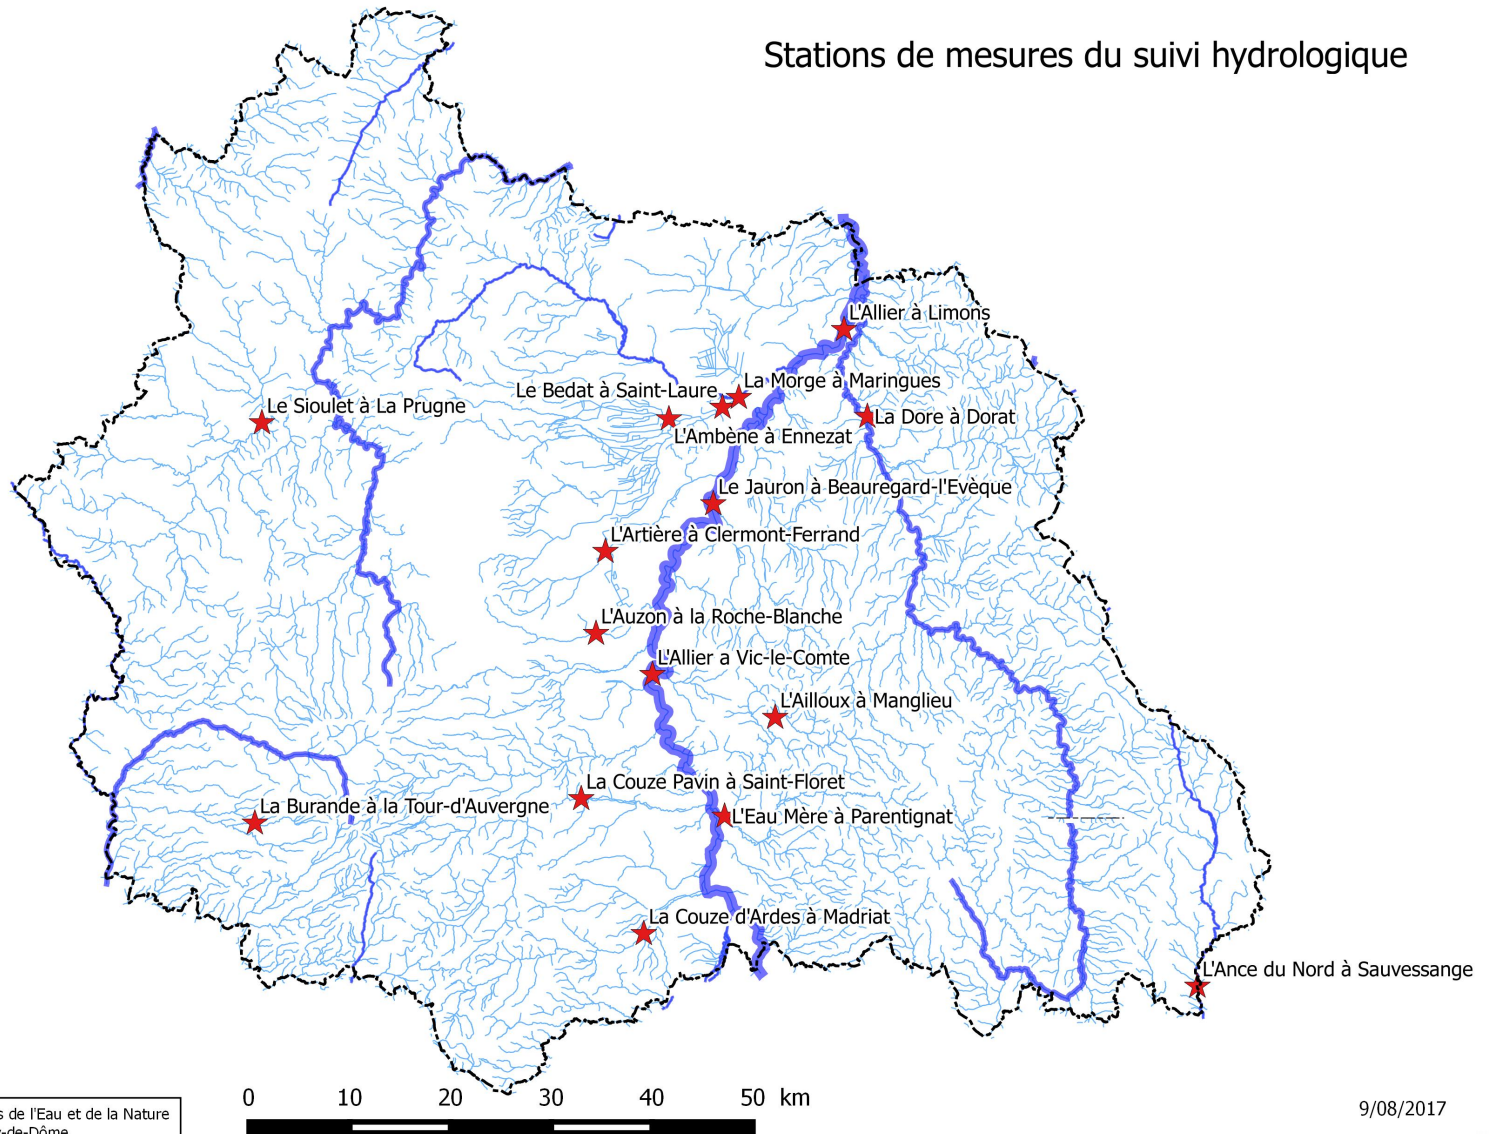 Stations de mesures du suivi hydrologique
L'Allier à Limons
La Morge à Maringues
Le Bedat à Saint-Laure
Le Sioulet à La Prugne
La Dore à Dorat
L'Ambène à Ennezat
Le Jauron à Beauregard-l'Evèque
L'Artière à Clermont-Ferrand
L'Auzon à la Roche-Blanche
L'Allier a Vic-le-Comte
L'Ailloux à Manglieu
La Couze Pavin à Saint-Floret
La Burande à la Tour-d'Auvergne
L'Eau Mère à Parentignat
La Couze d'Ardes à Madriat
L'Ance du Nord à Sauvessange
0 10 20 30 40 50 km
9/08/2017
de l'Eau et de la Nature
-de-Dôme